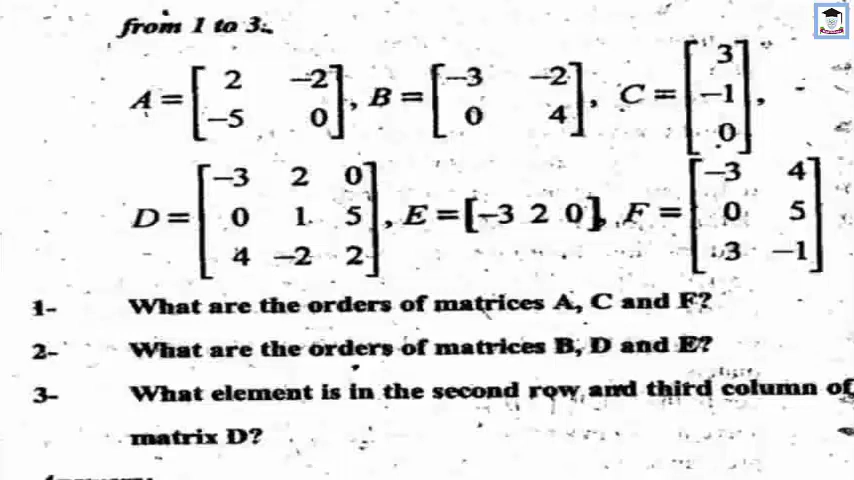 from 1 to 3.
A = [ 2 -2 ; -5 0 ], B = [ -3 -2 ; 0 4 ], C = [ 3 ; -1 ; 0 ],
D = [ -3 2 0 ; 0 1 5 ; 4 -2 2 ], E = [-3 2 0], F = [ -3 4 ; 0 5 ; 3 -1 ]
1- What are the orders of matrices A, C and F?
2- What are the orders of matrices B, D and E?
3- What element is in the second row and third column of
matrix D?